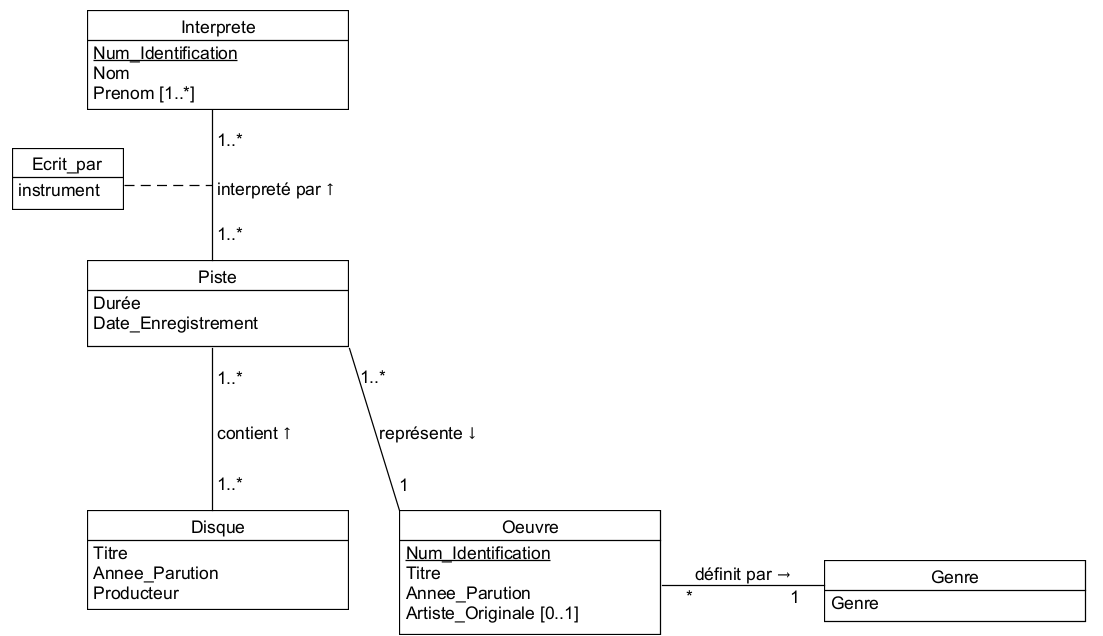 Interprete
Num_Identification
Nom
Prenom [1..*]
1..*
Ecrit_par
instrument
interpreté par ↑
1..*
Piste
Durée
Date_Enregistrement
1..*
1..*
contient ↑
représente ↓
1..*
1
Disque
Titre
Annee_Parution
Producteur
Oeuvre
Num_Identification
Titre
Annee_Parution
Artiste_Originale [0..1]
définit par →
*
1
Genre
Genre